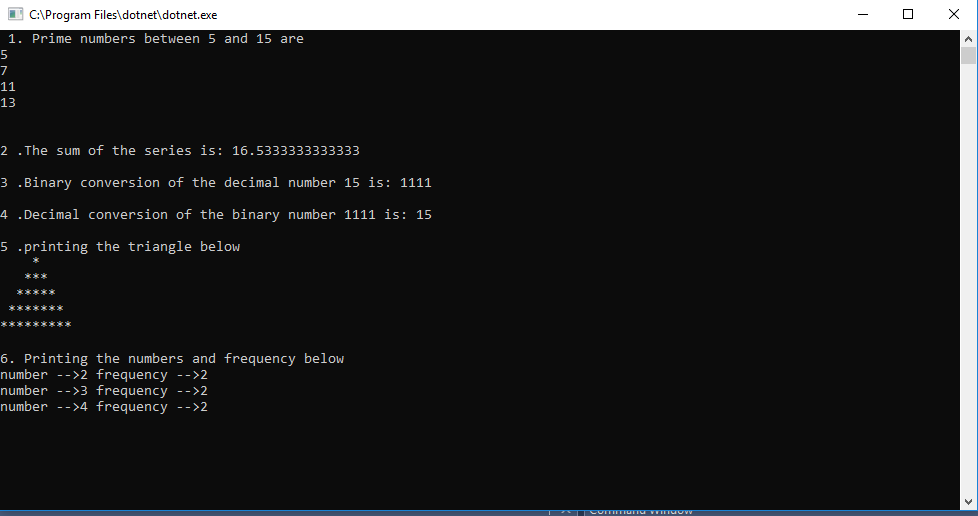 C:\Program Files\dotnet\dotnet.exe
1. Prime numbers between 5 and 15 are
5
7
11
13
2 .The sum of the series is: 16.5333333333333
3 .Binary conversion of the decimal number 15 is: 1111
4 .Decimal conversion of the binary number 1111 is: 15
5 .printing the triangle below
    *
   ***
  *****
 *******
*********
6. Printing the numbers and frequency below
number -->2 frequency -->2
number -->3 frequency -->2
number -->4 frequency -->2
Command Window